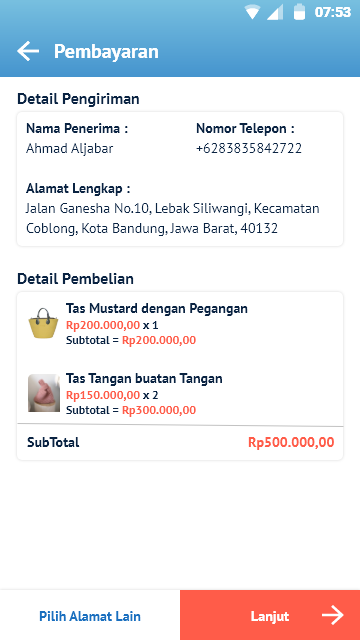 07:53
Pembayaran
Detail Pengiriman
Nama Penerima : Nomor Telepon :
Ahmad Aljabar +6283835842722
Alamat Lengkap :
Jalan Ganesha No.10, Lebak Siliwangi, Kecamatan
Coblong, Kota Bandung, Jawa Barat, 40132
Detail Pembelian
Tas Mustard dengan Pegangan
Rp200.000,00 x 1
Subtotal = Rp200.000,00
Tas Tangan buatan Tangan
Rp150.000,00 x 2
Subtotal = Rp300.000,00
SubTotal Rp500.000,00
Pilih Alamat Lain Lanjut